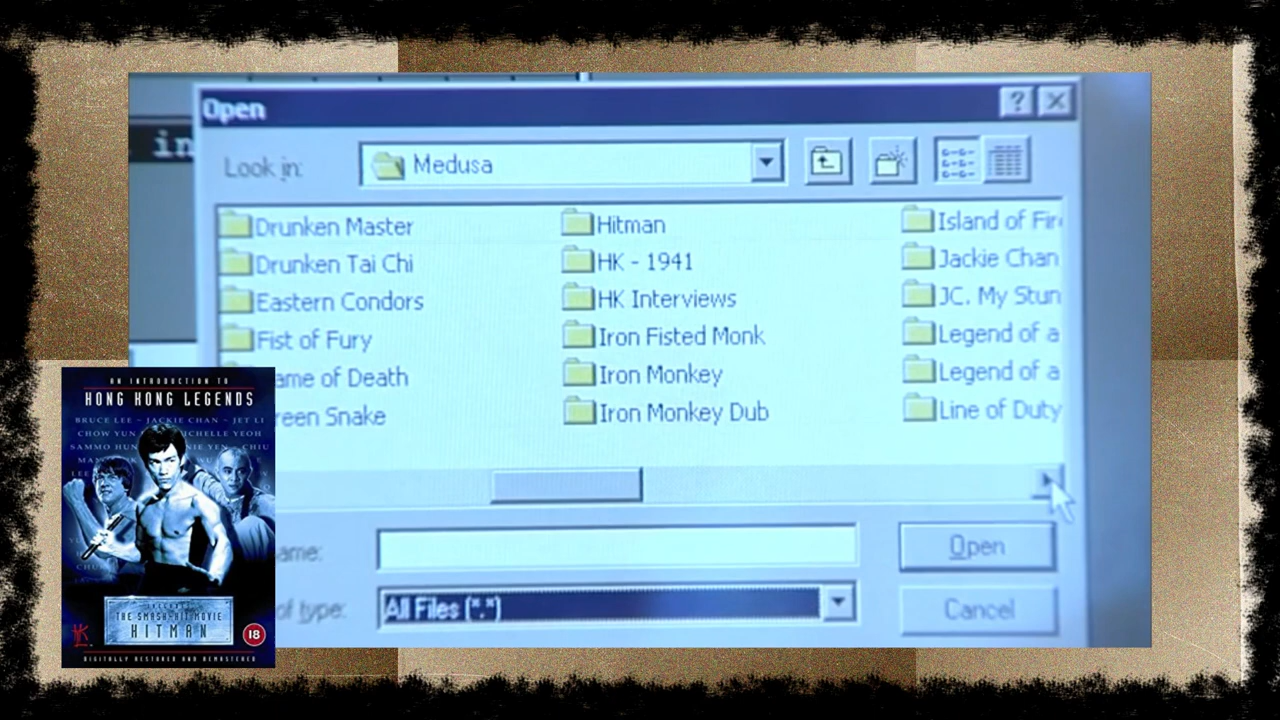 in
Open
Look in:
Medusa
Drunken Master
Drunken Tai Chi
Eastern Condors
Fist of Fury
ame of Death
reen Snake
Hitman
HK - 1941
HK Interviews
Iron Fisted Monk
Iron Monkey
Iron Monkey Dub
Island of Fir
Jackie Chan
JC. My Stun
Legend of a
Legend of a
Line of Duty
ame:
Open
of type:
All Files (*.*)
Cancel
AN INTRODUCTION TO
HONG KONG LEGENDS
BRUCE LEE ~ JACKIE CHAN ~ JET LI
CHOW YUN
MICHELLE YEOH
SAMMO HUN
NIE YEN
CHIU
THE SMASH-HIT MOVIE
HITMAN
18
DIGITALLY RESTORED AND REMASTERED